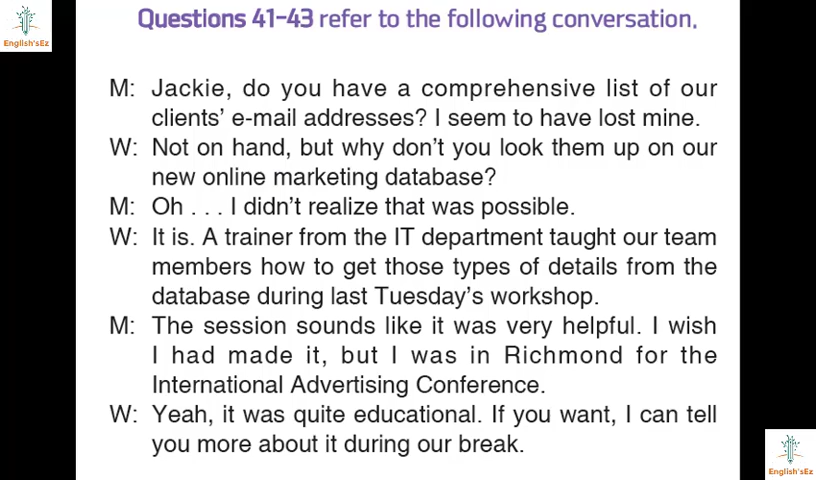 English'sEz
Questions 41-43 refer to the following conversation.
M: Jackie, do you have a comprehensive list of our
clients' e-mail addresses? I seem to have lost mine.
W: Not on hand, but why don't you look them up on our
new online marketing database?
M: Oh . . . I didn't realize that was possible.
W: It is. A trainer from the IT department taught our team
members how to get those types of details from the
database during last Tuesday's workshop.
M: The session sounds like it was very helpful. I wish
I had made it, but I was in Richmond for the
International Advertising Conference.
W: Yeah, it was quite educational. If you want, I can tell
you more about it during our break.
English'sEz